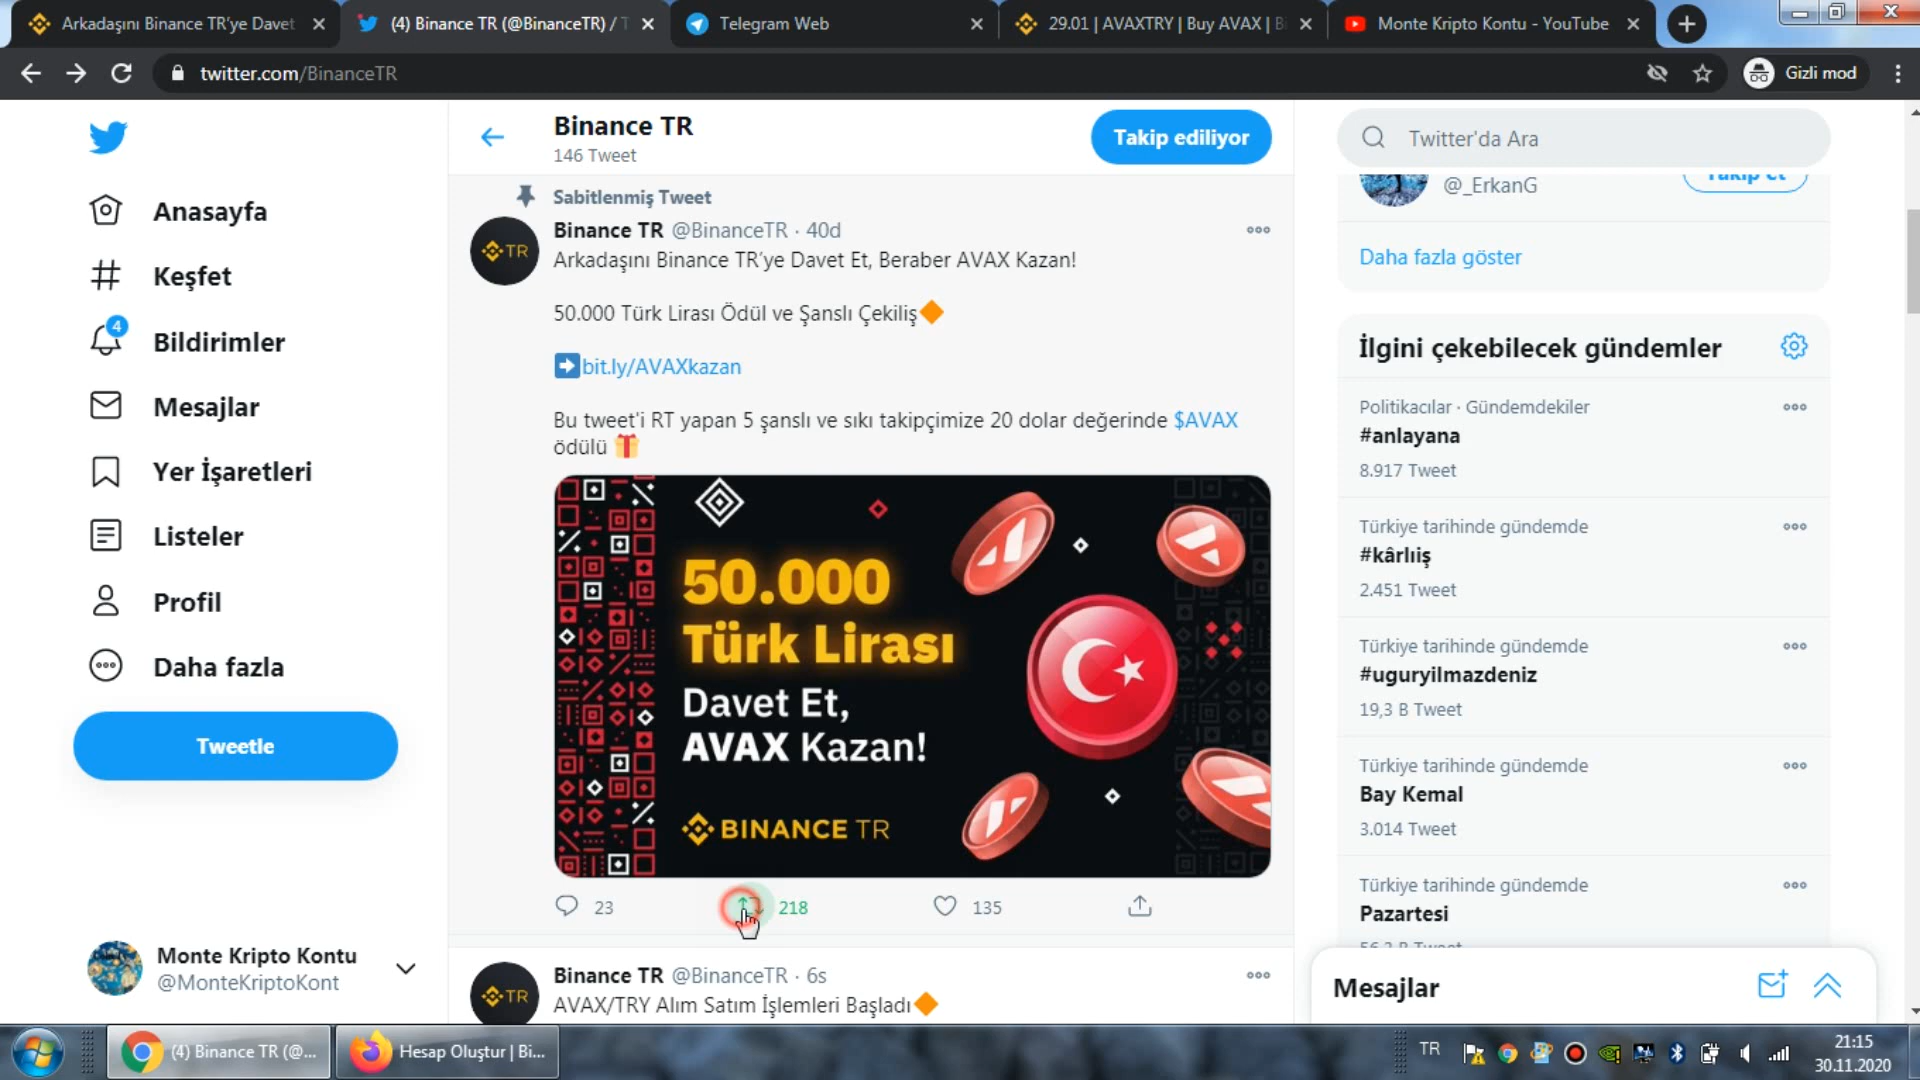 Arkadaşını Binance TR'ye Davet
(4) Binance TR (@BinanceTR) /
Telegram Web
29.01 | AVAXTRY | Buy AVAX |
Monte Kripto Kontu - YouTube
twitter.com/BinanceTR
Gizli mod
Anasayfa
Keşfet
4
Bildirimler
Mesajlar
Yer İşaretleri
Listeler
Profil
Daha fazla
Tweetle
Monte Kripto Kontu
@MonteKriptoKont
Binance TR
146 Tweet
Takip ediliyor
Sabitlenmiş Tweet
Binance TR @BinanceTR · 40d
Arkadaşını Binance TR'ye Davet Et, Beraber AVAX Kazan!
50.000 Türk Lirası Ödül ve Şanslı Çekiliş
bit.ly/AVAXkazan
Bu tweet'i RT yapan 5 şanslı ve sıkı takipçimize 20 dolar değerinde $AVAX
ödülü
TR
50.000
Türk Lirası
Davet Et,
AVAX Kazan!
BINANCE TR
23
218
135
Binance TR @BinanceTR · 6s
AVAX/TRY Alım Satım İşlemleri Başladı
TR
Twitter'da Ara
@_ErkanG
Takip et
Daha fazla göster
İlgini çekebilecek gündemler
Politikacılar · Gündemdekiler
#anlayana
8.917 Tweet
Türkiye tarihinde gündemde
#kârlıiş
2.451 Tweet
Türkiye tarihinde gündemde
#uguryilmazdeniz
19,3 B Tweet
Türkiye tarihinde gündemde
Bay Kemal
3.014 Tweet
Türkiye tarihinde gündemde
Pazartesi
56,2 B Tweet
Mesajlar
(4) Binance TR (@...
Hesap Oluştur | Bi...
TR
21:15
30.11.2020